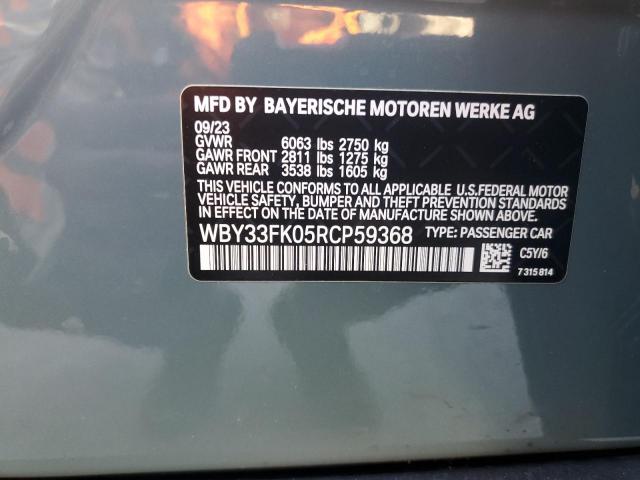 MFD BY BAYERISCHE MOTOREN WERKE AG
09/23
GVWR 6063 lbs 2750 kg
GAWR FRONT 2811 lbs 1275 kg
GAWR REAR 3538 lbs 1605 kg
THIS VEHICLE CONFORMS TO ALL APPLICABLE U.S.FEDERAL MOTOR
VEHICLE SAFETY, BUMPER, AND THEFT PREVENTION STANDARDS
IN EFFECT ON THE DATE OF MANUFACTURE SHOWN ABOVE.
WBY33FK05RCP59368 TYPE: PASSENGER CAR
C5Y/6
7315814